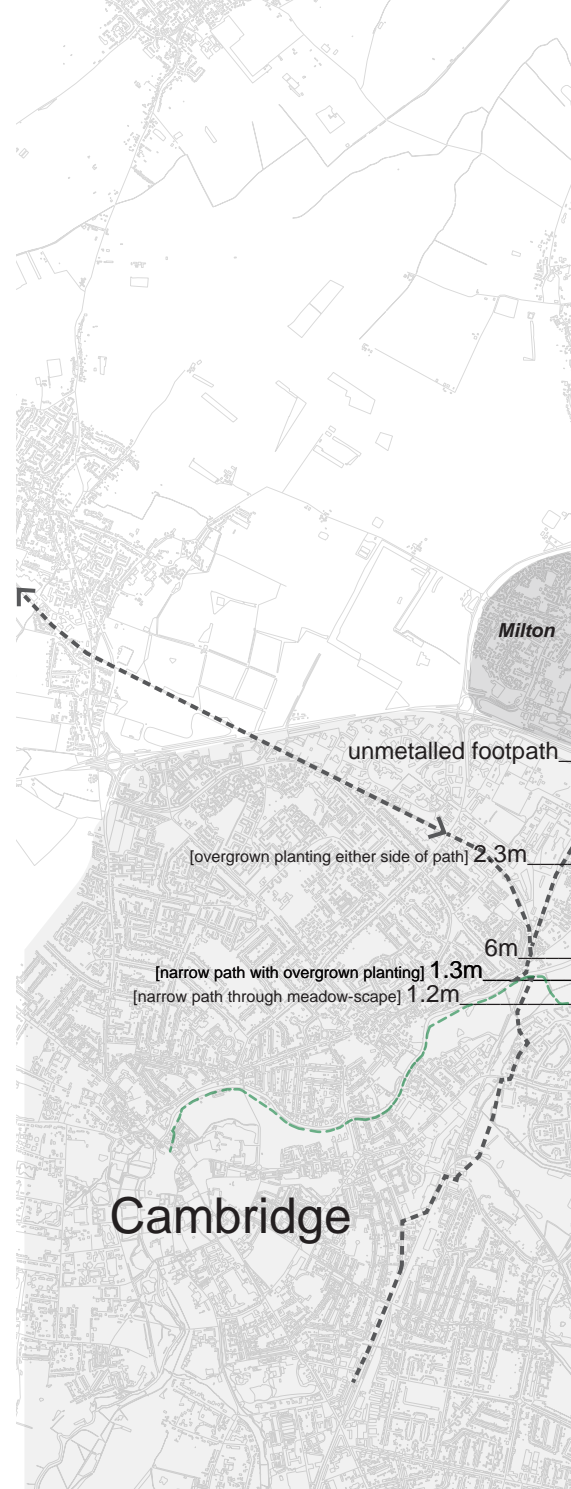 Milton
unmetalled footpath
[overgrown planting either side of path] 2.3m
6m
[narrow path with overgrown planting] 1.3m
[narrow path through meadow-scape] 1.2m
Cambridge